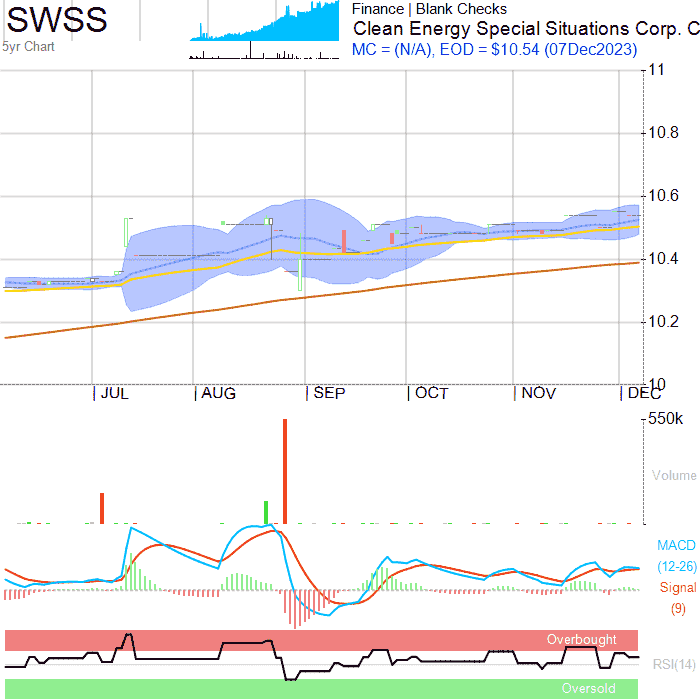 SWSS
5yr Chart
Finance | Blank Checks
Clean Energy Special Situations Corp. C
MC = (N/A), EOD = $10.54 (07Dec2023)
11
10.8
10.6
10.4
10.2
10
JUL AUG SEP OCT NOV DEC
550k
Volume
MACD
(12-26)
Signal
(9)
Overbought
RSI(14)
Oversold